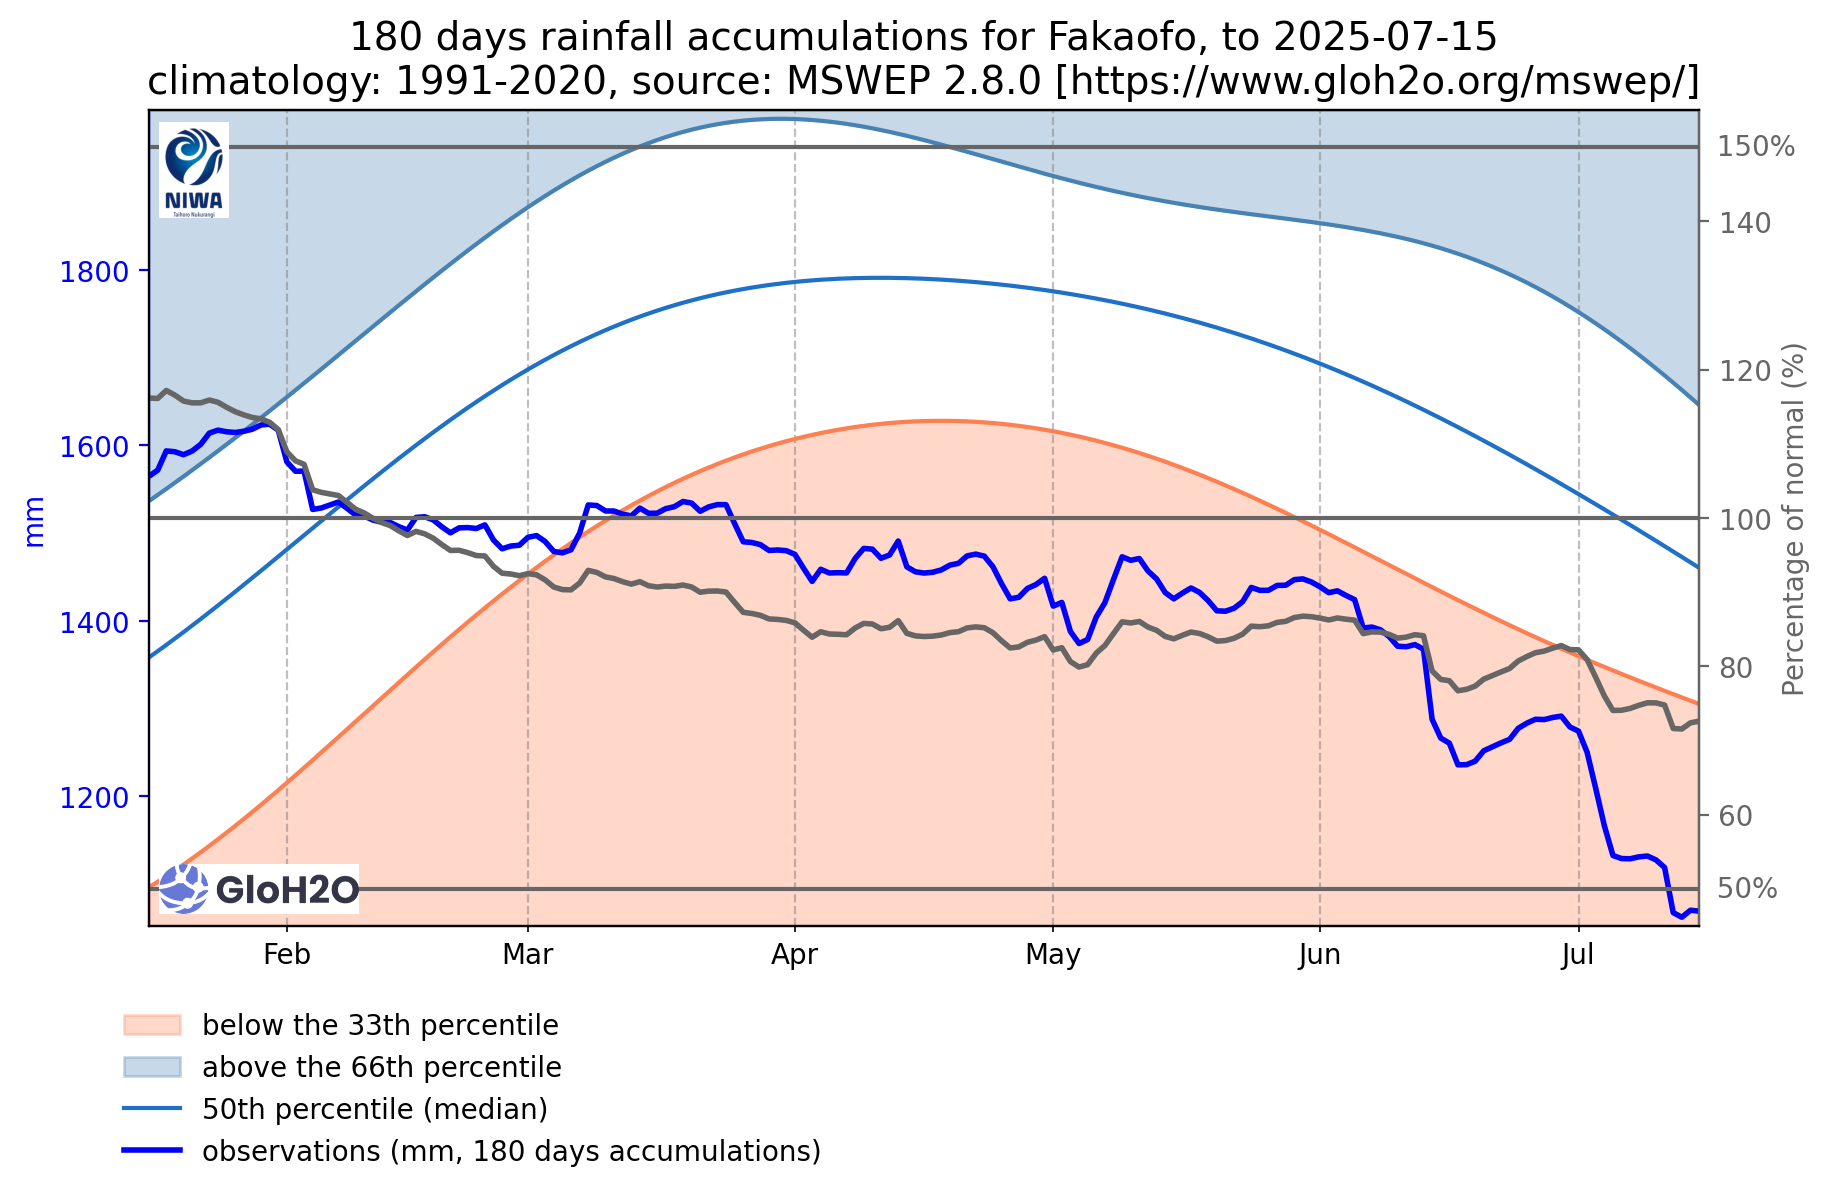 180 days rainfall accumulations for Fakaofo, to 2025-07-15
climatology: 1991-2020, source: MSWEP 2.8.0 [https://www.gloh2o.org/mswep/]
NIWA
Taihoro Nukurangi
150%
140
1800
120
1600
Percentage of normal (%)
mm
100
1400
80
1200
60
GloH2O
50%
Feb
Mar
Apr
May
Jun
Jul
below the 33th percentile
above the 66th percentile
50th percentile (median)
observations (mm, 180 days accumulations)